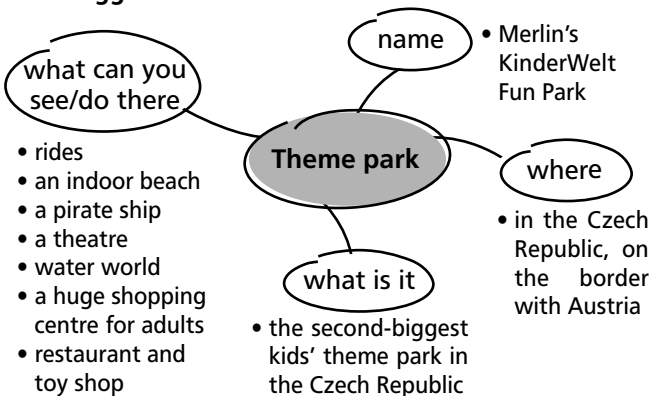 what can you
see/do there
• rides
• an indoor beach
• a pirate ship
• a theatre
• water world
• a huge shopping
centre for adults
• restaurant and
toy shop
name
• Merlin's
KinderWelt
Fun Park
Theme park
where
• in the Czech
Republic, on
the border
with Austria
what is it
• the second-biggest
kids' theme park in
the Czech Republic